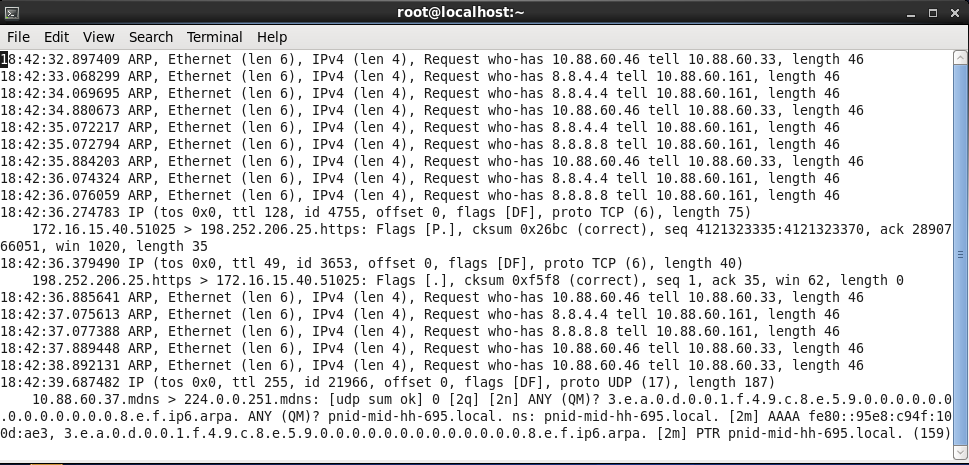 root@localhost:~
File Edit View Search Terminal Help
18:42:32.897409 ARP, Ethernet (len 6), IPv4 (len 4), Request who-has 10.88.60.46 tell 10.88.60.33, length 46
18:42:33.068299 ARP, Ethernet (len 6), IPv4 (len 4), Request who-has 8.8.4.4 tell 10.88.60.161, length 46
18:42:34.069695 ARP, Ethernet (len 6), IPv4 (len 4), Request who-has 8.8.4.4 tell 10.88.60.161, length 46
18:42:34.880673 ARP, Ethernet (len 6), IPv4 (len 4), Request who-has 10.88.60.46 tell 10.88.60.33, length 46
18:42:35.072217 ARP, Ethernet (len 6), IPv4 (len 4), Request who-has 8.8.4.4 tell 10.88.60.161, length 46
18:42:35.072794 ARP, Ethernet (len 6), IPv4 (len 4), Request who-has 8.8.8.8 tell 10.88.60.161, length 46
18:42:35.884203 ARP, Ethernet (len 6), IPv4 (len 4), Request who-has 10.88.60.46 tell 10.88.60.33, length 46
18:42:36.074324 ARP, Ethernet (len 6), IPv4 (len 4), Request who-has 8.8.4.4 tell 10.88.60.161, length 46
18:42:36.076059 ARP, Ethernet (len 6), IPv4 (len 4), Request who-has 8.8.8.8 tell 10.88.60.161, length 46
18:42:36.274783 IP (tos 0x0, ttl 128, id 4755, offset 0, flags [DF], proto TCP (6), length 75)
172.16.15.40.51025 > 198.252.206.25.https: Flags [P.], cksum 0x26bc (correct), seq 4121323335:4121323370, ack 28907
66051, win 1020, length 35
18:42:36.379490 IP (tos 0x0, ttl 49, id 3653, offset 0, flags [DF], proto TCP (6), length 40)
198.252.206.25.https > 172.16.15.40.51025: Flags [.], cksum 0xf5f8 (correct), seq 1, ack 35, win 62, length 0
18:42:36.885641 ARP, Ethernet (len 6), IPv4 (len 4), Request who-has 10.88.60.46 tell 10.88.60.33, length 46
18:42:37.075613 ARP, Ethernet (len 6), IPv4 (len 4), Request who-has 8.8.4.4 tell 10.88.60.161, length 46
18:42:37.077388 ARP, Ethernet (len 6), IPv4 (len 4), Request who-has 8.8.8.8 tell 10.88.60.161, length 46
18:42:37.889448 ARP, Ethernet (len 6), IPv4 (len 4), Request who-has 10.88.60.46 tell 10.88.60.33, length 46
18:42:38.892131 ARP, Ethernet (len 6), IPv4 (len 4), Request who-has 10.88.60.46 tell 10.88.60.33, length 46
18:42:39.687482 IP (tos 0x0, ttl 255, id 21966, offset 0, flags [DF], proto UDP (17), length 187)
10.88.60.37.mdns > 224.0.0.251.mdns: [udp sum ok] 0 [2q] [2n] ANY (QM)? 3.e.a.0.d.0.0.1.f.4.9.c.8.e.5.9.0.0.0.0.0.0
.0.0.0.0.0.0.0.8.e.f.ip6.arpa. ANY (QM)? pnid-mid-hh-695.local. ns: pnid-mid-hh-695.local. [2m] AAAA fe80::95e8:c94f:10
0d:ae3, 3.e.a.0.d.0.0.1.f.4.9.c.8.e.5.9.0.0.0.0.0.0.0.0.0.0.0.0.0.8.e.f.ip6.arpa. [2m] PTR pnid-mid-hh-695.local. (159)